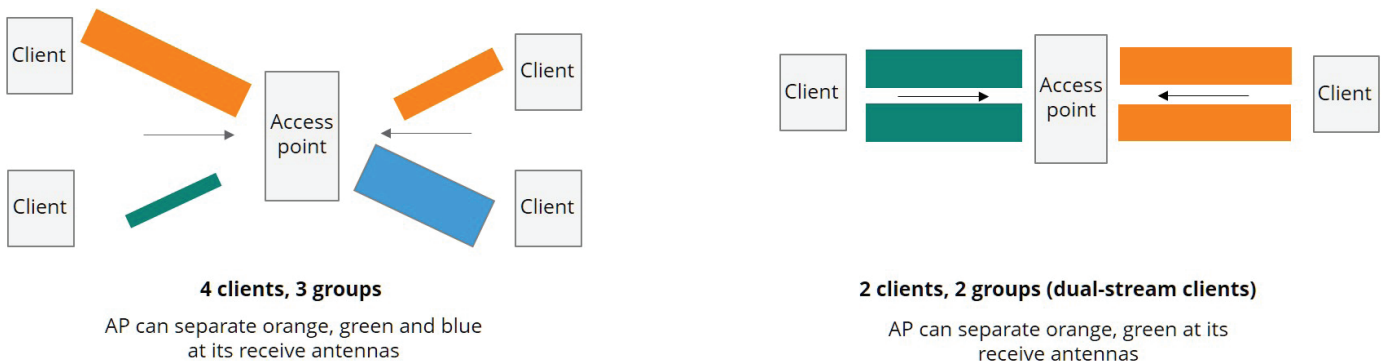 Client
Client
Access
point
Client
Client
4 clients, 3 groups
AP can separate orange, green and blue
at its receive antennas
Client
Access
point
Client
2 clients, 2 groups (dual-stream clients)
AP can separate orange, green at its
receive antennas